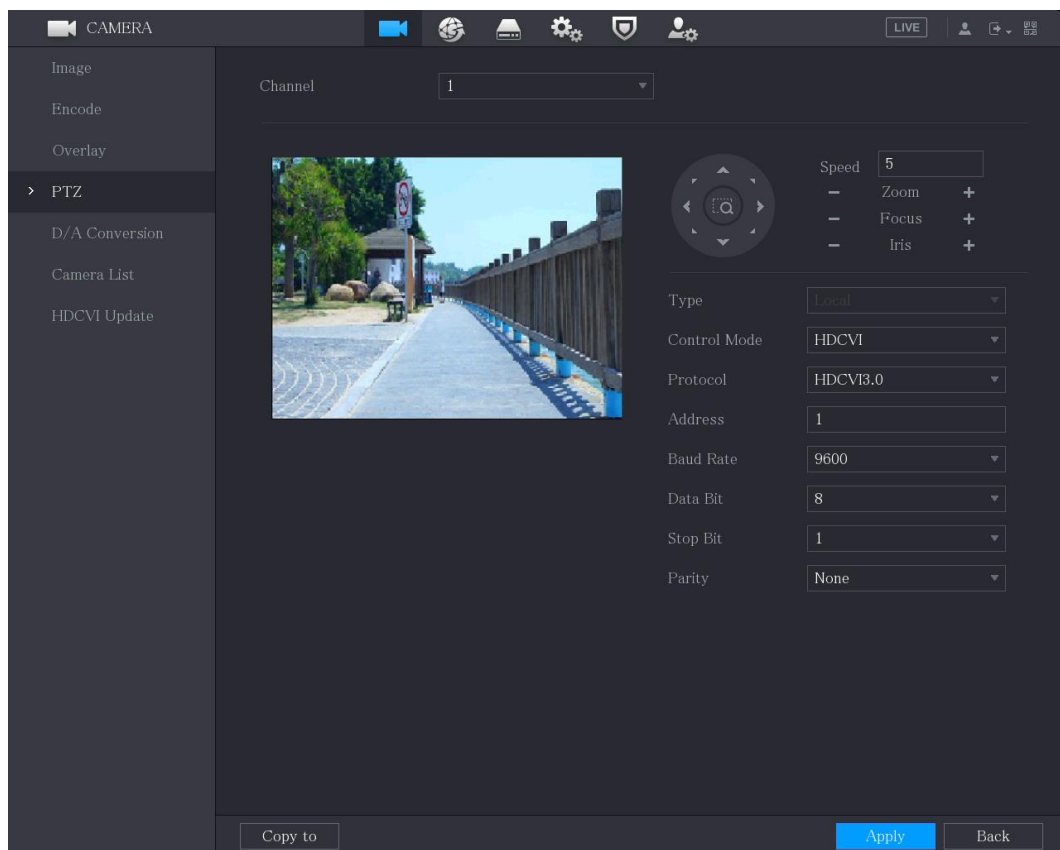 CAMERA
LIVE
Image
Encode
Overlay
PTZ
D/A Conversion
Camera List
HDCVI Update
Channel 1
Speed 5
Zoom
Focus
Iris
Type Local
Control Mode HDCVI
Protocol HDCVI3.0
Address 1
Baud Rate 9600
Data Bit 8
Stop Bit 1
Parity None
Copy to
Apply
Back